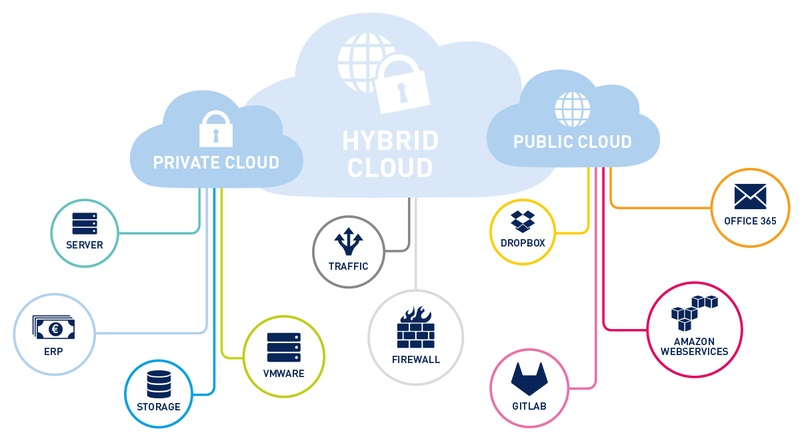 HYBRID
CLOUD
PRIVATE CLOUD
PUBLIC CLOUD
SERVER
ERP
STORAGE
VMWARE
TRAFFIC
FIREWALL
DROPBOX
OFFICE 365
AMAZON
WEBSERVICES
GITLAB